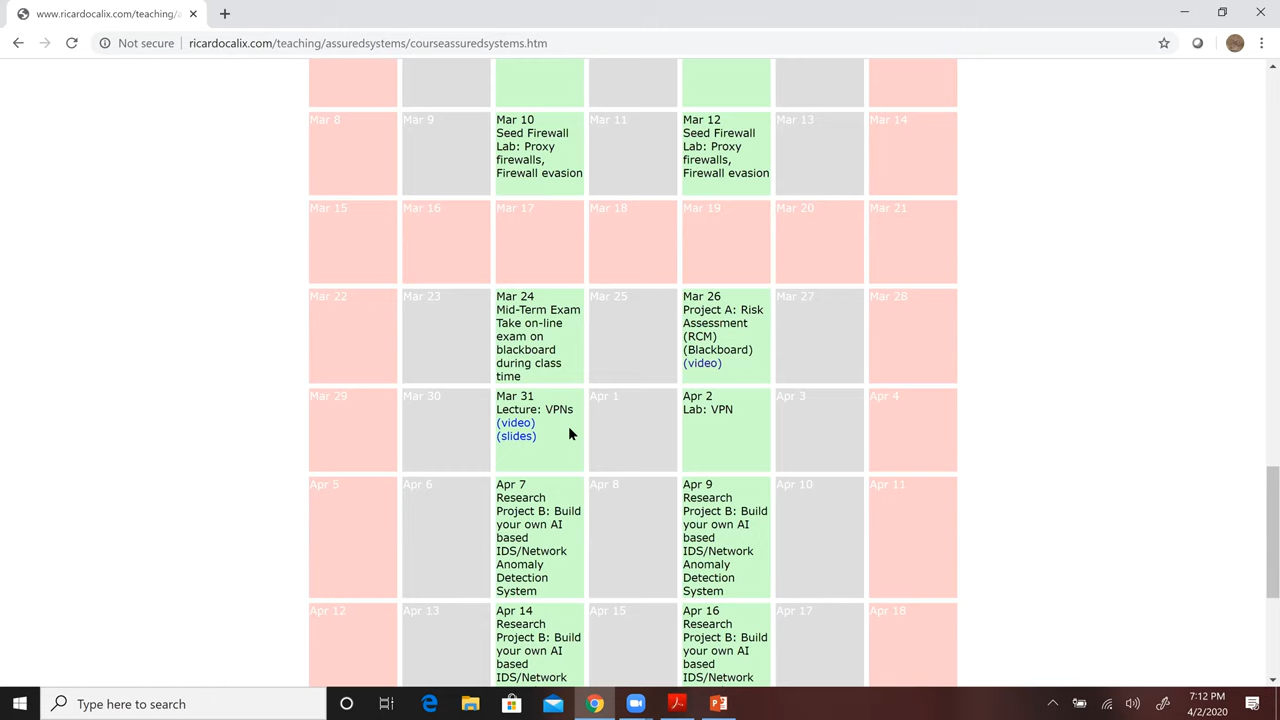 www.ricardocalix.com/teaching/a
Not secure
ricardocalix.com/teaching/assuredsystems/courseassuredsystems.htm
Mar 8
Mar 9
Mar 10
Seed Firewall
Lab: Proxy
firewalls,
Firewall evasion
Mar 11
Mar 12
Seed Firewall
Lab: Proxy
firewalls,
Firewall evasion
Mar 13
Mar 14
Mar 15
Mar 16
Mar 17
Mar 18
Mar 19
Mar 20
Mar 21
Mar 22
Mar 23
Mar 24
Mid-Term Exam
Take on-line
exam on
blackboard
during class
time
Mar 25
Mar 26
Project A: Risk
Assessment
(RCM)
(Blackboard)
(video)
Mar 27
Mar 28
Mar 29
Mar 30
Mar 31
Lecture: VPNs
(video)
(slides)
Apr 1
Apr 2
Lab: VPN
Apr 3
Apr 4
Apr 5
Apr 6
Apr 7
Research
Project B: Build
your own AI
based
IDS/Network
Anomaly
Detection
System
Apr 8
Apr 9
Research
Project B: Build
your own AI
based
IDS/Network
Anomaly
Detection
System
Apr 10
Apr 11
Apr 12
Apr 13
Apr 14
Research
Project B: Build
your own AI
based
IDS/Network
Apr 15
Apr 16
Research
Project B: Build
your own AI
based
IDS/Network
Apr 17
Apr 18
Type here to search
7:12 PM
4/2/2020